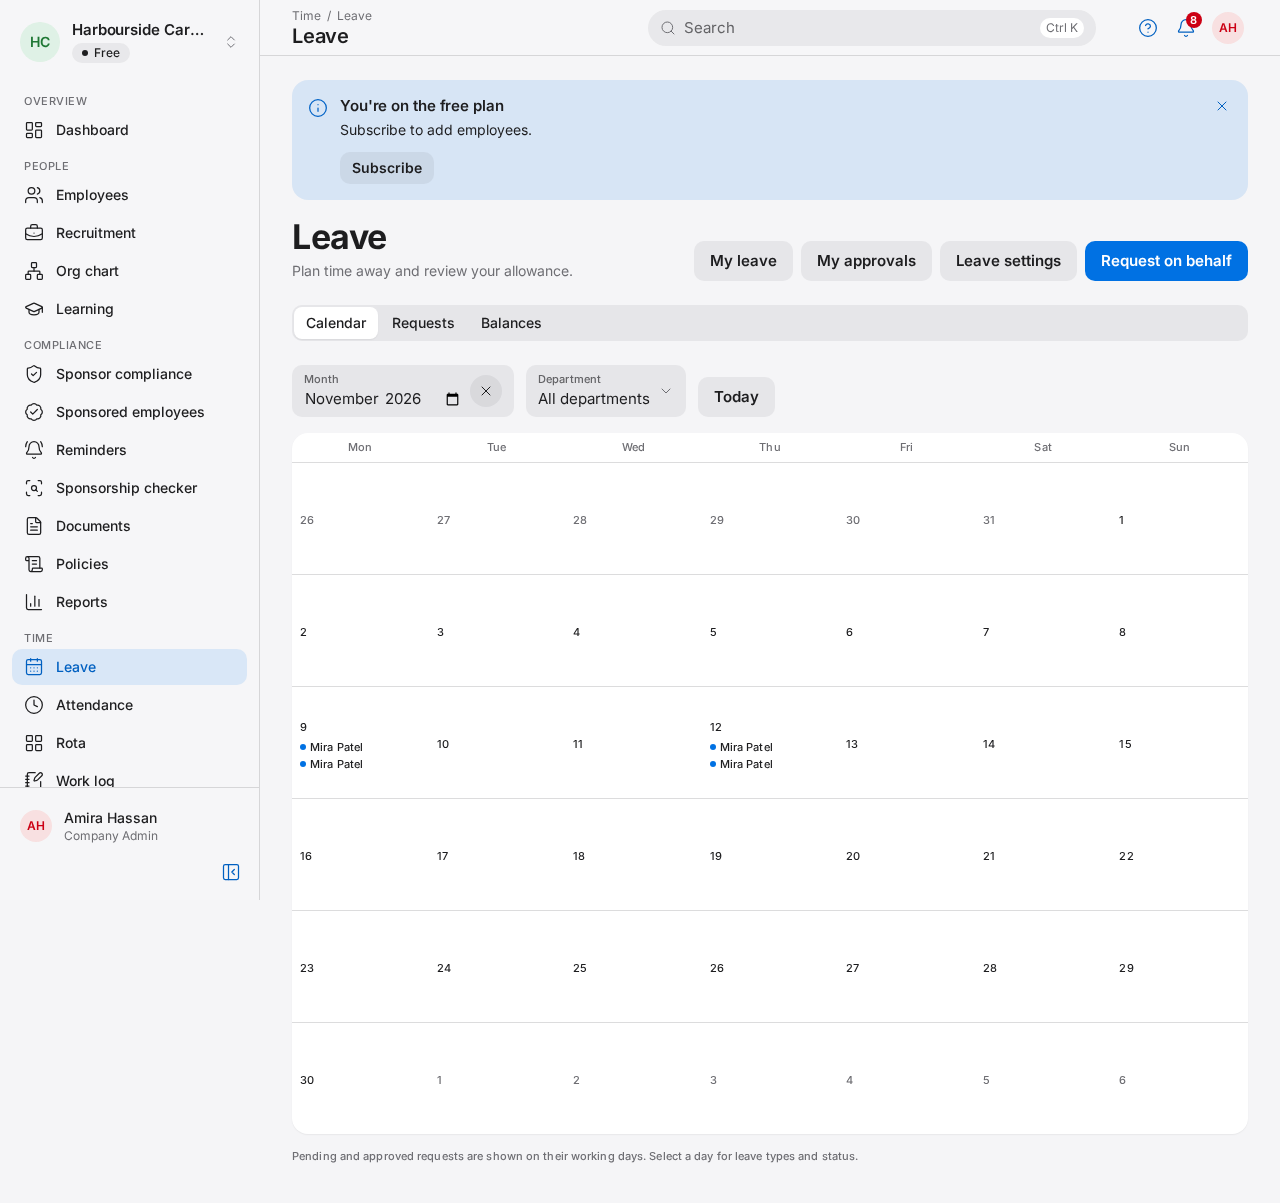 HC
Harbourside Car...
Free
OVERVIEW
Dashboard
PEOPLE
Employees
Recruitment
Org chart
Learning
COMPLIANCE
Sponsor compliance
Sponsored employees
Reminders
Sponsorship checker
Documents
Policies
Reports
TIME
Leave
Attendance
Rota
Work log
AH
Amira Hassan
Company Admin
Time / Leave
Leave
Search
Ctrl K
8
AH
You're on the free plan
Subscribe to add employees.
Subscribe
Leave
Plan time away and review your allowance.
My leave
My approvals
Leave settings
Request on behalf
Calendar
Requests
Balances
Month
November 2026
Department
All departments
Today
Mon Tue Wed Thu Fri Sat Sun
26 27 28 29 30 31 1
2 3 4 5 6 7 8
9 10 11 12 13 14 15
Mira Patel Mira Patel
Mira Patel Mira Patel
16 17 18 19 20 21 22
23 24 25 26 27 28 29
30 1 2 3 4 5 6
Pending and approved requests are shown on their working days. Select a day for leave types and status.